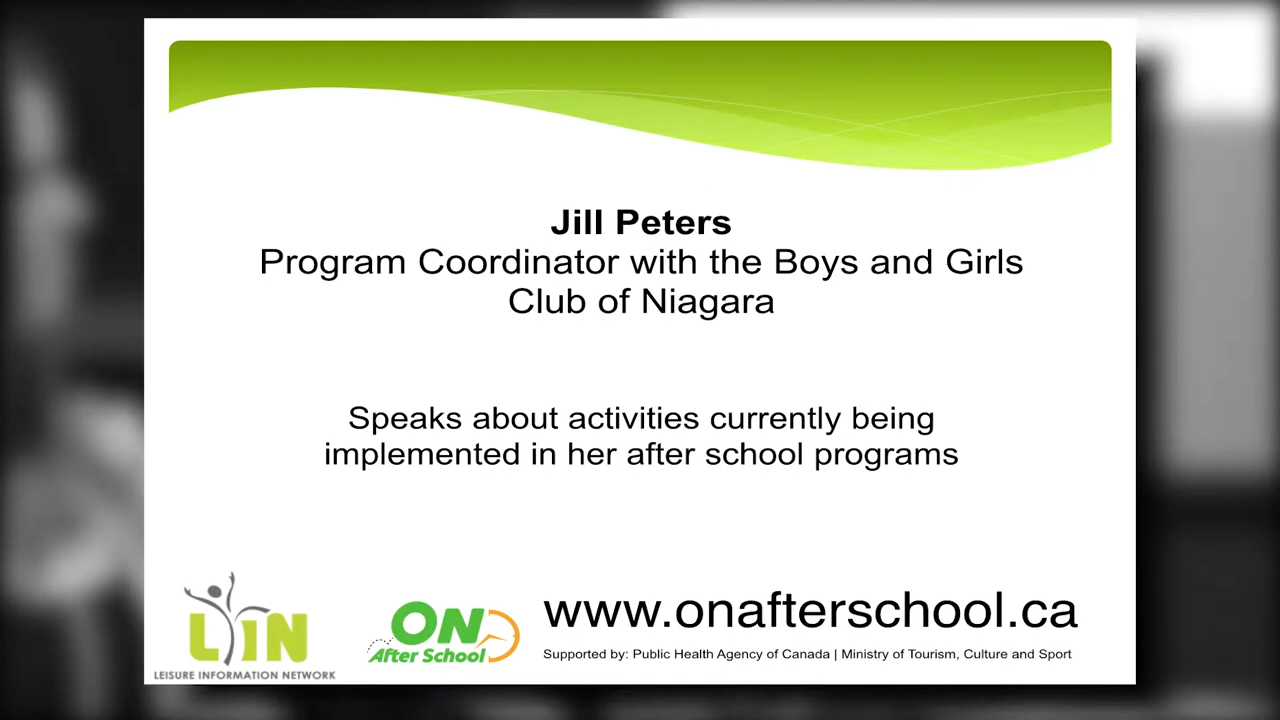 Jill Peters
Program Coordinator with the Boys and Girls
Club of Niagara
Speaks about activities currently being
implemented in her after school programs
LIN
LEISURE INFORMATION NETWORK
ON
After School
www.onafterschool.ca
Supported by: Public Health Agency of Canada | Ministry of Tourism, Culture and Sport